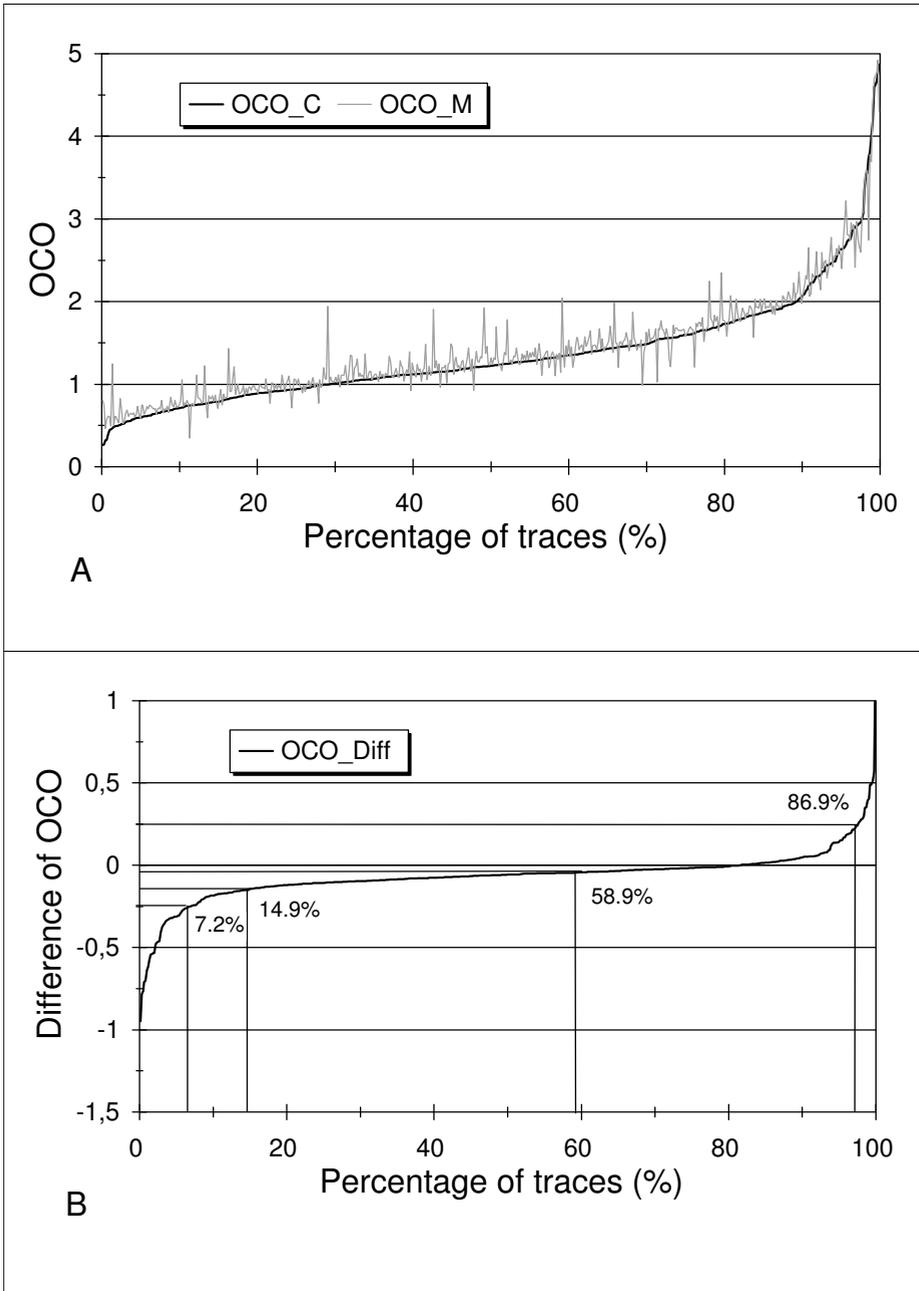 5
OCO_C OCO_M
4
3
OCO
2
1
0
0 20 40 60 80 100
Percentage of traces (%)
A
1
OCO_Diff
0,5
86.9%
Difference of OCO
0
58.9%
14.9%
7.2%
-0,5
-1
-1,5
0 20 40 60 80 100
Percentage of traces (%)
B